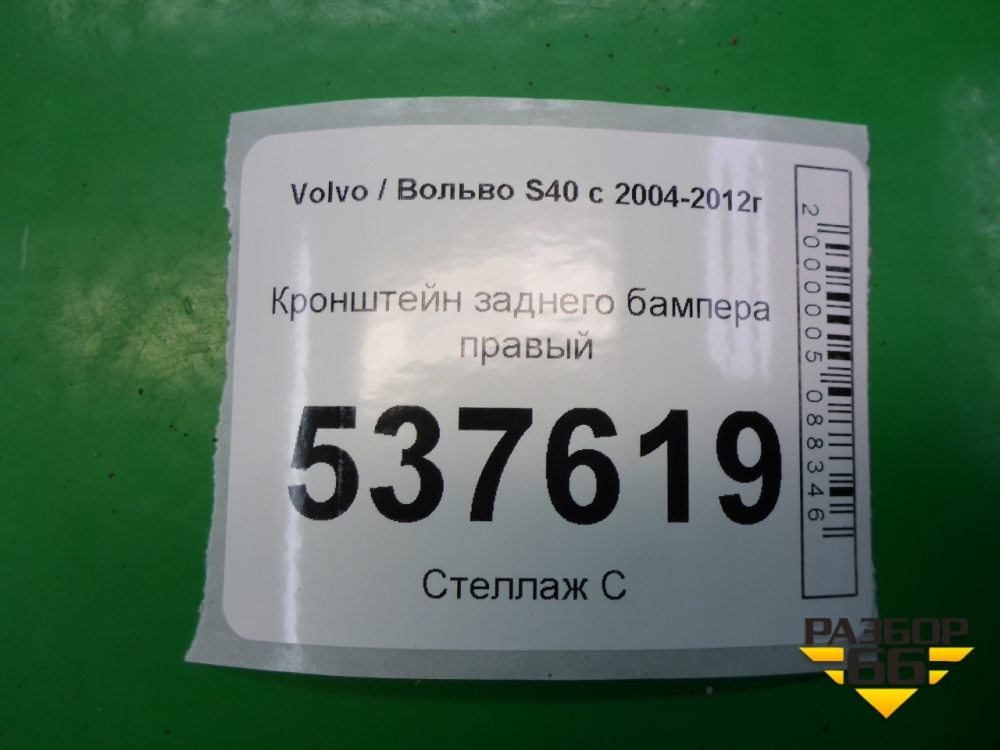 Volvo / Вольво S40 с 2004-2012г
Кронштейн заднего бампера
правый
537619
Стеллаж С
2000005088346
РАЗБОР
66